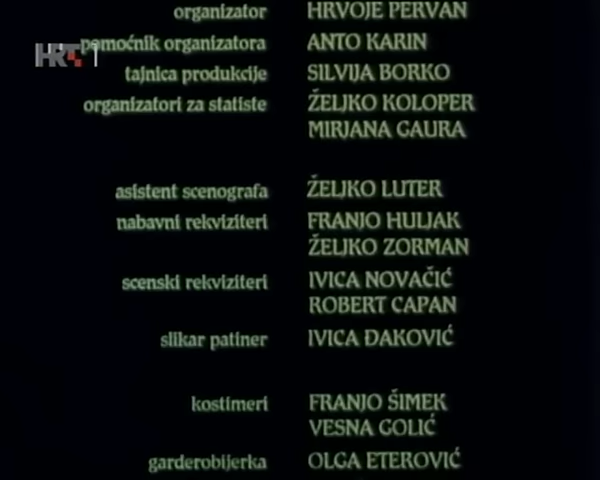 organizator HRVOJE PERVAN
pomoćnik organizatora ANTO KARIN
HRT 1
tajnica produkcije SILVIJA BORKO
organizatori za statiste ŽELJKO KOLOPER
MIRJANA GAURA
asistent scenografa ŽELJKO LUTER
nabavni rekviziteri FRANJO HULJAK
ŽELJKO ZORMAN
scenski rekviziteri IVICA NOVAČIĆ
ROBERT CAPAN
slikar patiner IVICA ĐAKOVIĆ
kostimeri FRANJO ŠIMEK
VESNA GOLIĆ
garderobijerka OLGA ETEROVIĆ